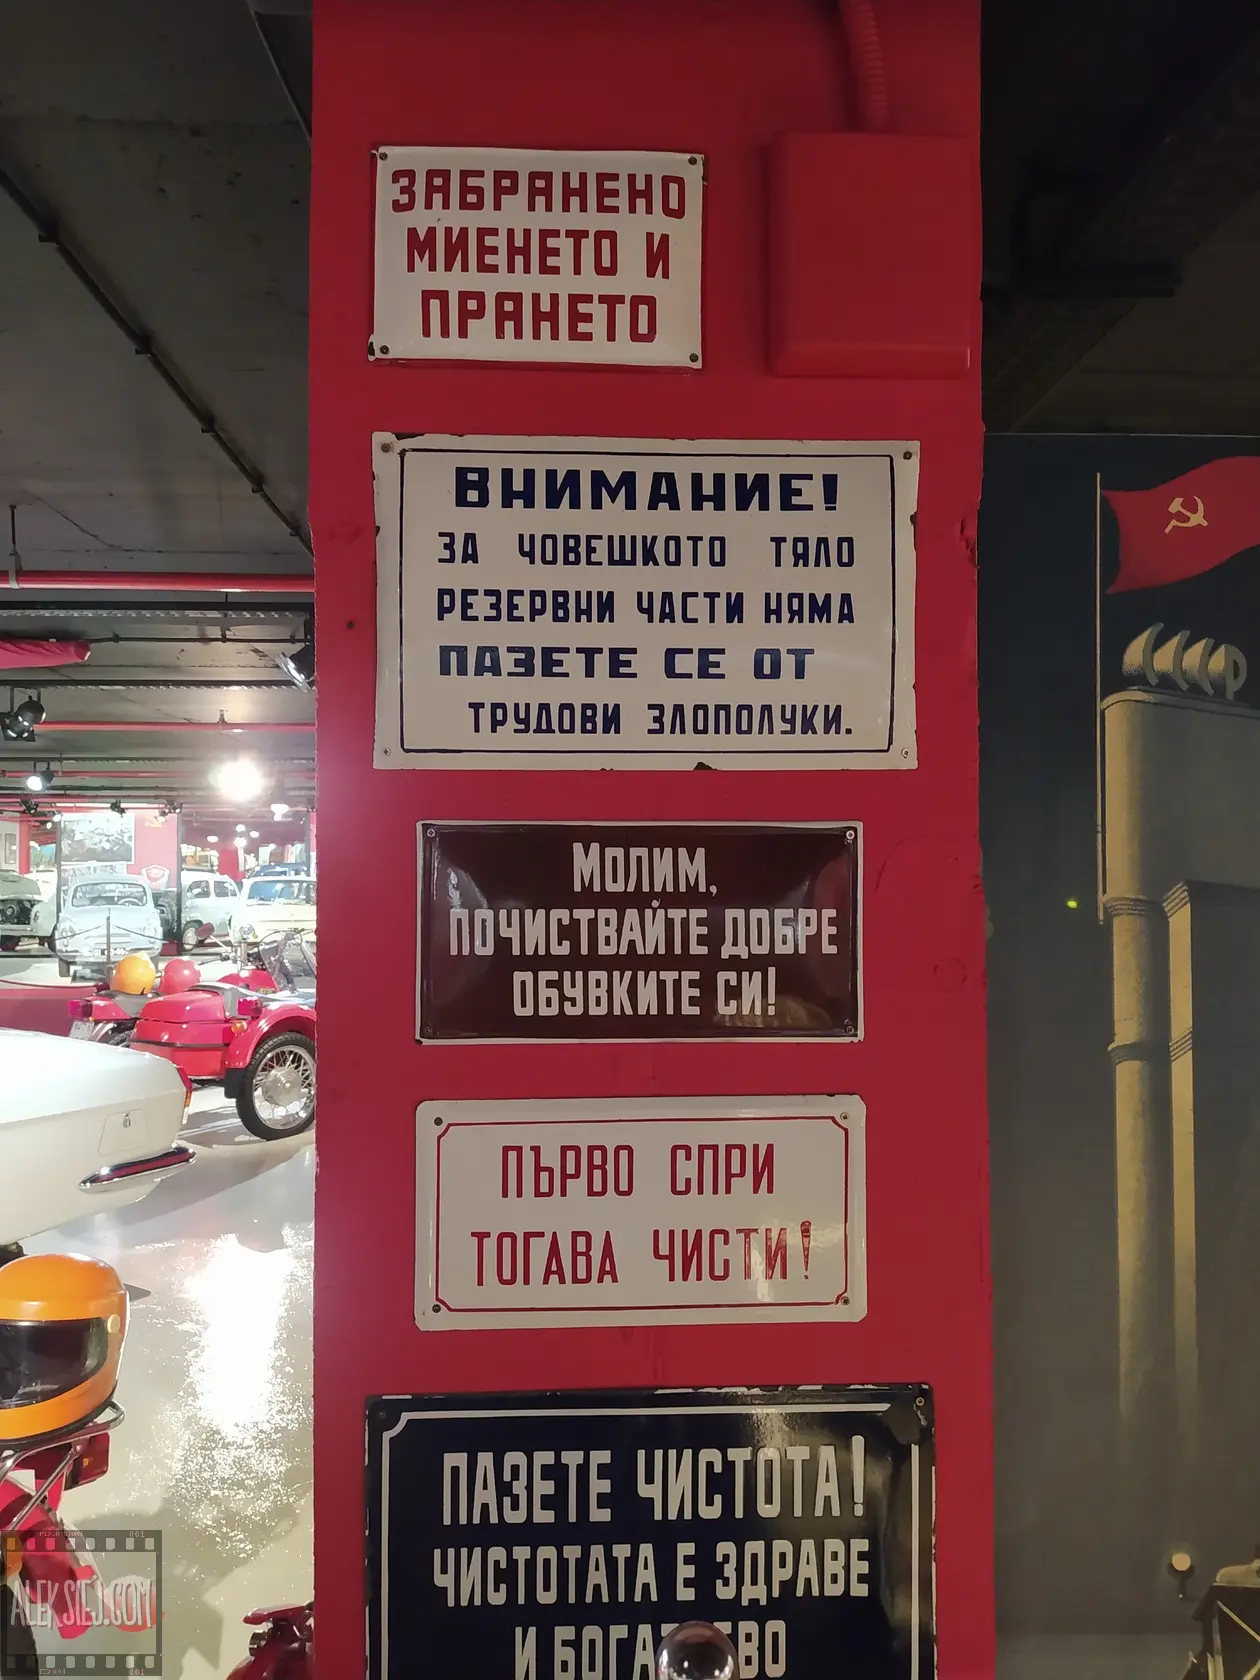 ЗАБРАНЕНО
МИЕНЕТО И
ПРАНЕТО
ВНИМАНИЕ!
ЗА ЧОВЕШКОТО ТЯЛО
РЕЗЕРВНИ ЧАСТИ НЯМА
ПАЗЕТЕ СЕ ОТ
ТРУДОВИ ЗЛОПОЛУКИ.
МОЛИМ,
ПОЧИСТВАЙТЕ ДОБРЕ
ОБУВКИТЕ СИ!
ПЪРВО СПРИ
ТОГАВА ЧИСТИ!
ПАЗЕТЕ ЧИСТОТА!
ЧИСТОТАТА Е ЗДРАВЕ
И
СССР
ALEKSIEJ.COM